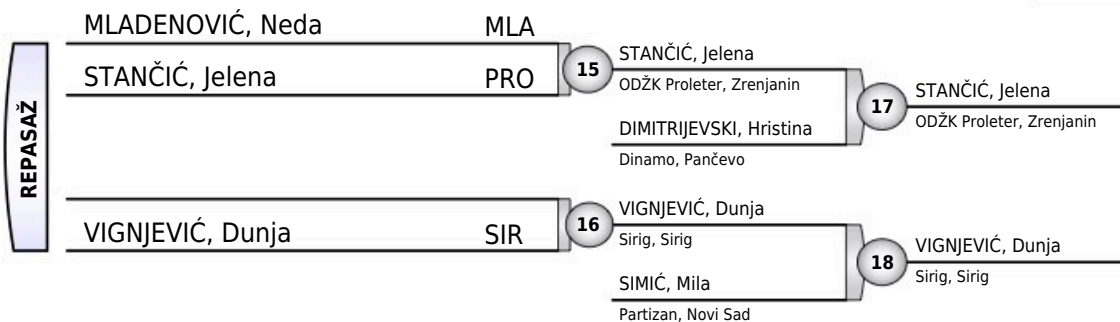 REPASAŽ
MLADENOVIĆ, Neda MLA
STANČIĆ, Jelena PRO
15
STANČIĆ, Jelena
ODŽK Proleter, Zrenjanin
DIMITRIJEVSKI, Hristina
Dinamo, Pančevo
17
STANČIĆ, Jelena
ODŽK Proleter, Zrenjanin
VIGNJEVIĆ, Dunja SIR
16
VIGNJEVIĆ, Dunja
Sirig, Sirig
SIMIĆ, Mila
Partizan, Novi Sad
18
VIGNJEVIĆ, Dunja
Sirig, Sirig